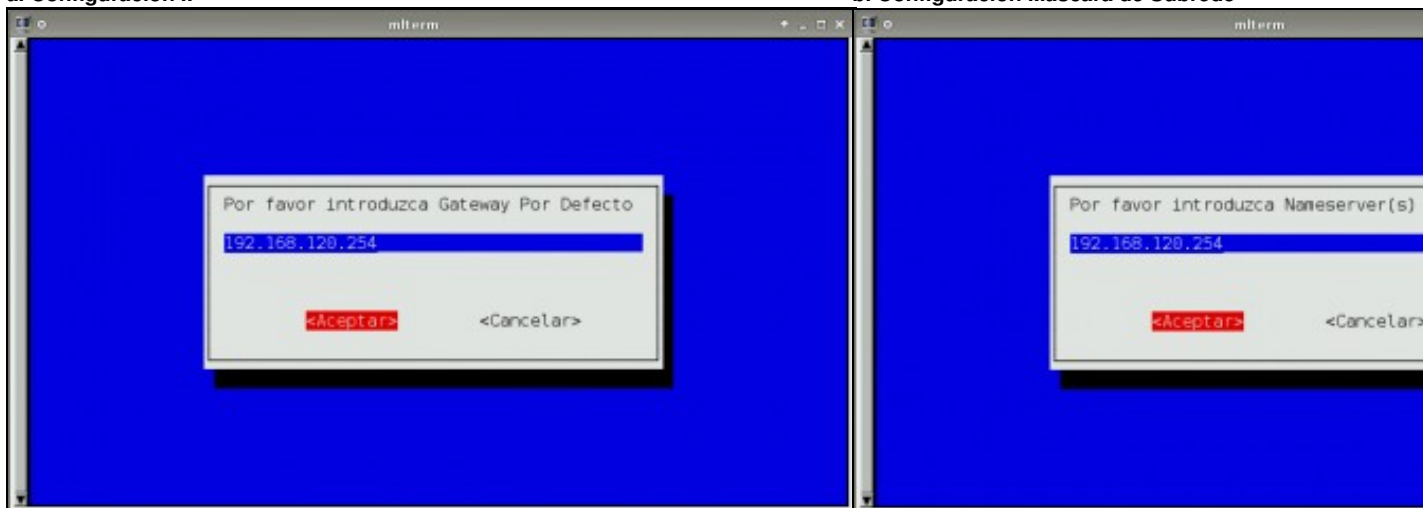 mlterm
Por favor introduzca Gateway Por Defecto
192.168.120.254
<Aceptar> <Cancelar>
mlterm
Por favor introduzca Nameserver(s)
192.168.120.254
<Aceptar> <Cancelar>